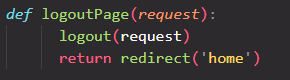 def logoutPage(request):
    logout(request)
    return redirect('home')